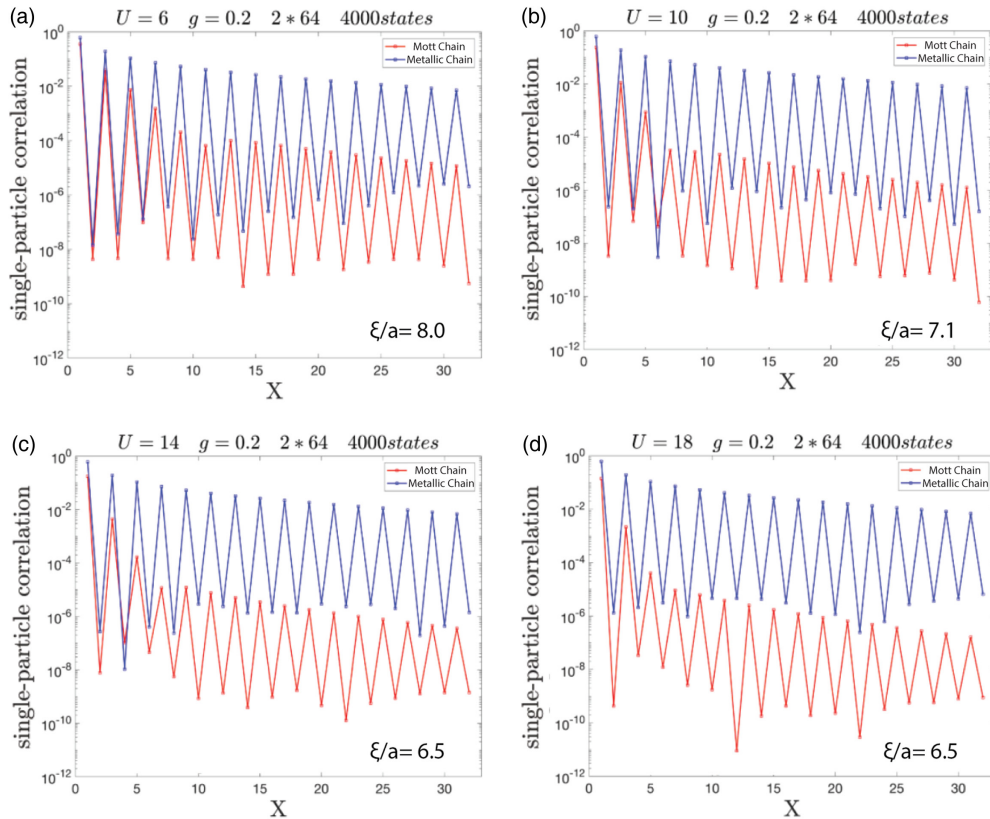 (a) U = 6 g = 0.2 2 * 64 4000states
single-particle correlation
10^0
10^-2
10^-4
10^-6
10^-8
10^-10
10^-12
Mott Chain
Metallic Chain
ξ/a= 8.0
0 5 10 15 20 25 30
X
(b) U = 10 g = 0.2 2 * 64 4000states
single-particle correlation
10^0
10^-2
10^-4
10^-6
10^-8
10^-10
10^-12
Mott Chain
Metallic Chain
ξ/a= 7.1
0 5 10 15 20 25 30
X
(c) U = 14 g = 0.2 2 * 64 4000states
single-particle correlation
10^0
10^-2
10^-4
10^-6
10^-8
10^-10
10^-12
Mott Chain
Metallic Chain
ξ/a= 6.5
0 5 10 15 20 25 30
X
(d) U = 18 g = 0.2 2 * 64 4000states
single-particle correlation
10^0
10^-2
10^-4
10^-6
10^-8
10^-10
10^-12
Mott Chain
Metallic Chain
ξ/a= 6.5
0 5 10 15 20 25 30
X